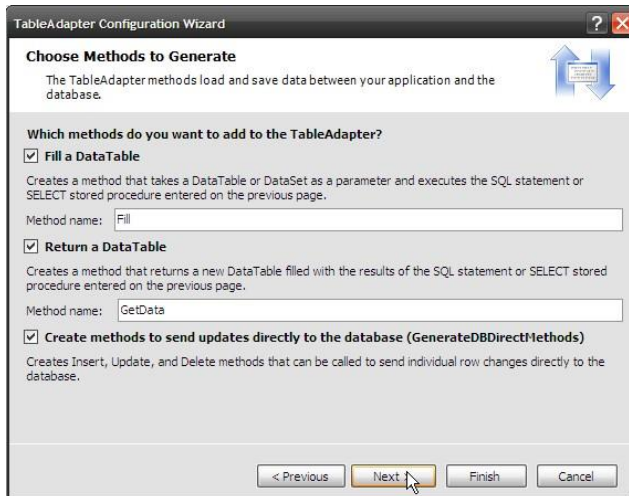 TableAdapter Configuration Wizard
Choose Methods to Generate
The TableAdapter methods load and save data between your application and the
database.
Which methods do you want to add to the TableAdapter?
Fill a DataTable
Creates a method that takes a DataTable or DataSet as a parameter and executes the SQL statement or
SELECT stored procedure entered on the previous page.
Method name: Fill
Return a DataTable
Creates a method that returns a new DataTable filled with the results of the SQL statement or SELECT stored
procedure entered on the previous page.
Method name: GetData
Create methods to send updates directly to the database (GenerateDBDirectMethods)
Creates Insert, Update, and Delete methods that can be called to send individual row changes directly to the
database.
< Previous Next > Finish Cancel